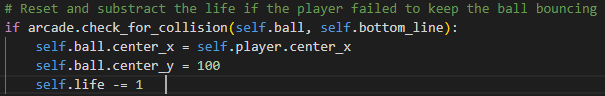 # Reset and substract the life if the player failed to keep the ball bouncing
if arcade.check_for_collision(self.ball, self.bottom_line):
    self.ball.center_x = self.player.center_x
    self.ball.center_y = 100
    self.life -= 1